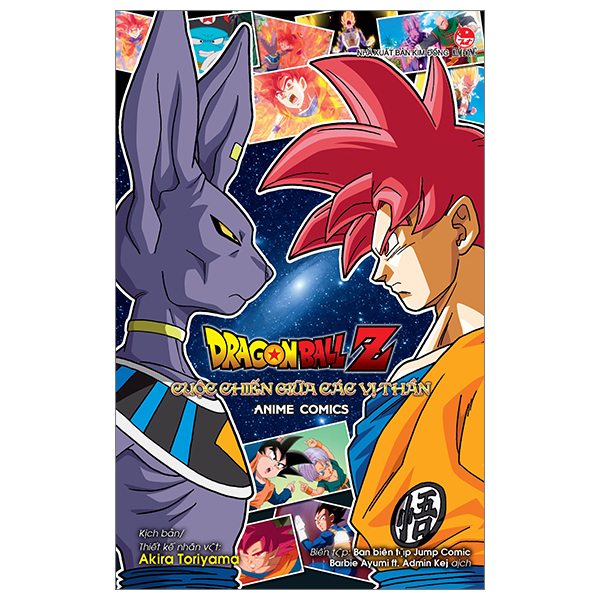 NHÀ XUẤT BẢN KIM ĐỒNG
DRAGON BALL Z
CUỘC CHIẾN GIỮA CÁC VỊ THẦN
ANIME COMICS
悟
Kịch bản/
Thiết kế nhân vật:
Akira Toriyama
Biên tập: Ban biên tập Jump Comic
Barbie Ayumi ft. Admin Kej dịch